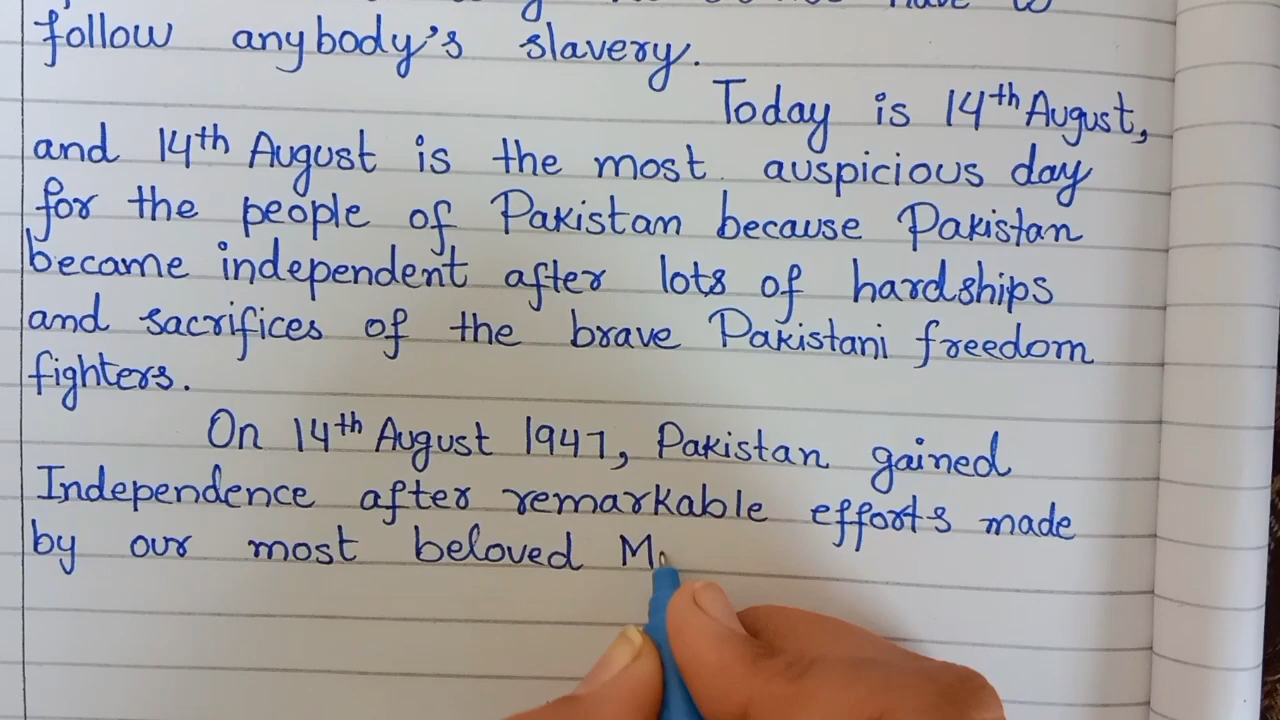 have to
follow anybody's slavery.
Today is 14th August,
and 14th August is the most auspicious day
for the people of Pakistan because Pakistan
became independent after lots of hardships
and sacrifices of the brave Pakistani freedom
fighters.
On 14th August 1947, Pakistan gained
Independence after remarkable efforts made
by our most beloved M